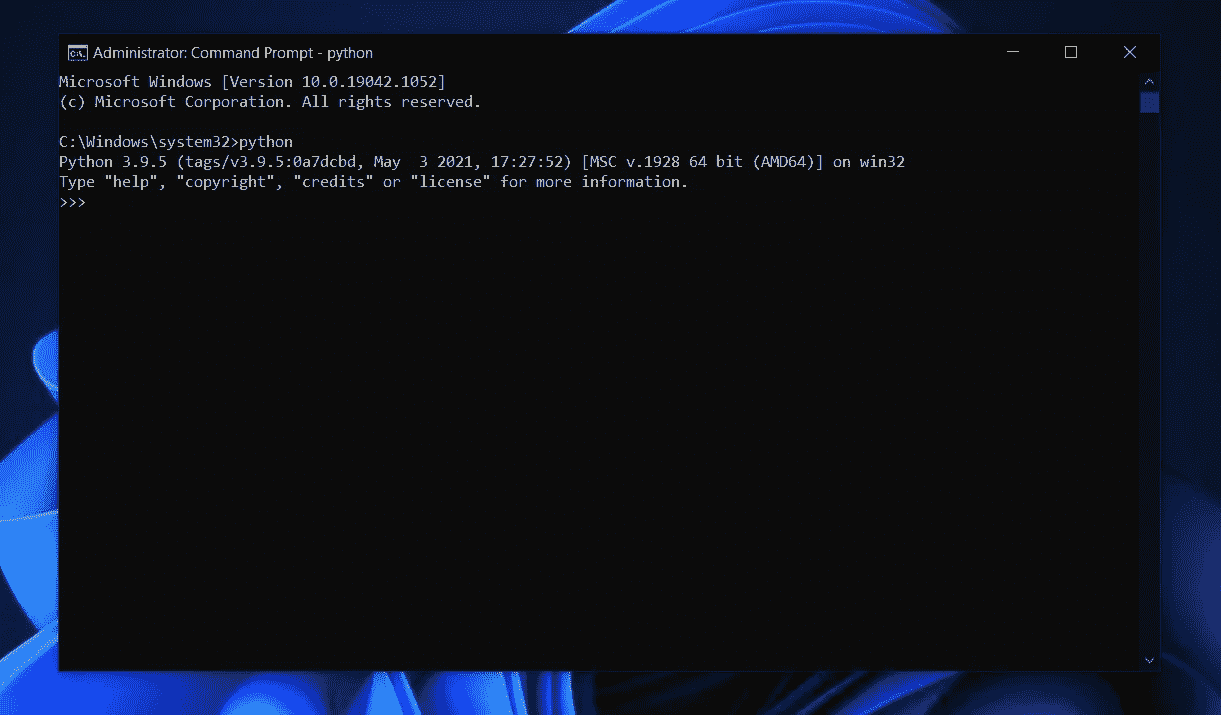 Administrator: Command Prompt - python
Microsoft Windows [Version 10.0.19042.1052]
(c) Microsoft Corporation. All rights reserved.
C:\Windows\system32>python
Python 3.9.5 (tags/v3.9.5:0a7dcbd, May  3 2021, 17:27:52) [MSC v.1928 64 bit (AMD64)] on win32
Type "help", "copyright", "credits" or "license" for more information.
>>>